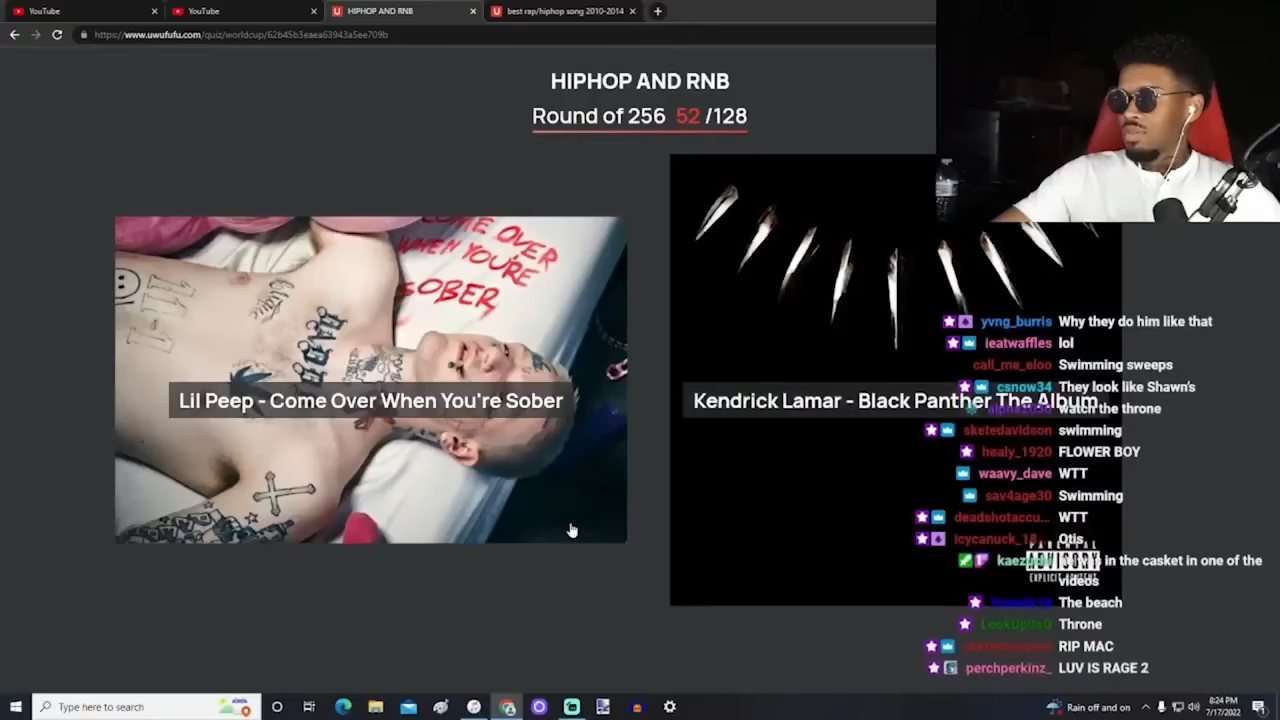 YouTube
YouTube
HIPHOP AND RNB
best rap/hiphop song 2010-2014
https://www.uwufufu.com/quiz/worldcup/62b45b3eaea63943a5ee709b
HIPHOP AND RNB
Round of 256 52 /128
COME OVER
WHEN YOU'RE
SOBER
Lil Peep - Come Over When You're Sober
Kendrick Lamar - Black Panther The Album
yvng_burris Why they do him like that
ieatwaffles lol
call_me_eloo Swimming sweeps
csnow34 They look like Shawn's
watch the throne
sketedavidson swimming
healy_1920 FLOWER BOY
waavy_dave WTT
sav4age30 Swimming
deadshotaccu... WTT
icycanuck_18.. Otis
PARENTAL
ADVISORY
EXPLICIT CONTENT
in the casket in one of the
videos
The beach
LookUpItsG Throne
RIP MAC
perchperkinz_ LUV IS RAGE 2
Type here to search
Rain off and on
8:24 PM
7/17/2022